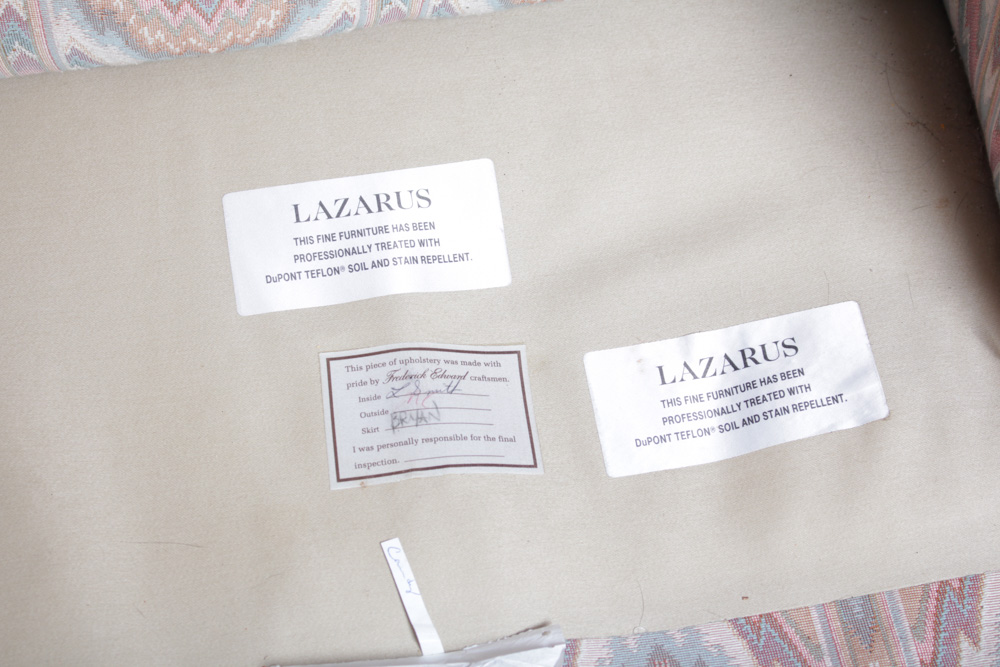 LAZARUS
THIS FINE FURNITURE HAS BEEN
PROFESSIONALLY TREATED WITH
DuPONT TEFLON® SOIL AND STAIN REPELLENT.
This piece of upholstery was made with
pride by Frederick Edward craftsmen.
Inside
Outside
Skirt BRYAN
I was personally responsible for the final
inspection.
LAZARUS
THIS FINE FURNITURE HAS BEEN
PROFESSIONALLY TREATED WITH
DuPONT TEFLON® SOIL AND STAIN REPELLENT.